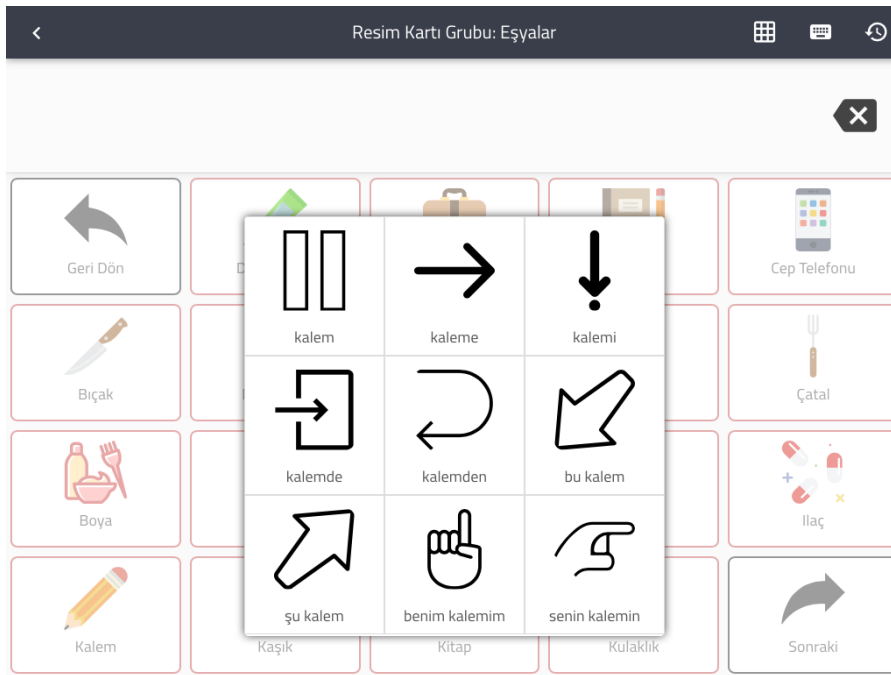 Resim Kartı Grubu: Eşyalar
Geri Dön
Cep Telefonu
kalem
kaleme
kalemi
Bıçak
Çatal
kalemde
kalemden
bu kalem
Boya
Ilaç
şu kalem
benim kalemim
senin kalemin
Kalem
Kaşık
Kitap
Kulaklık
Sonraki